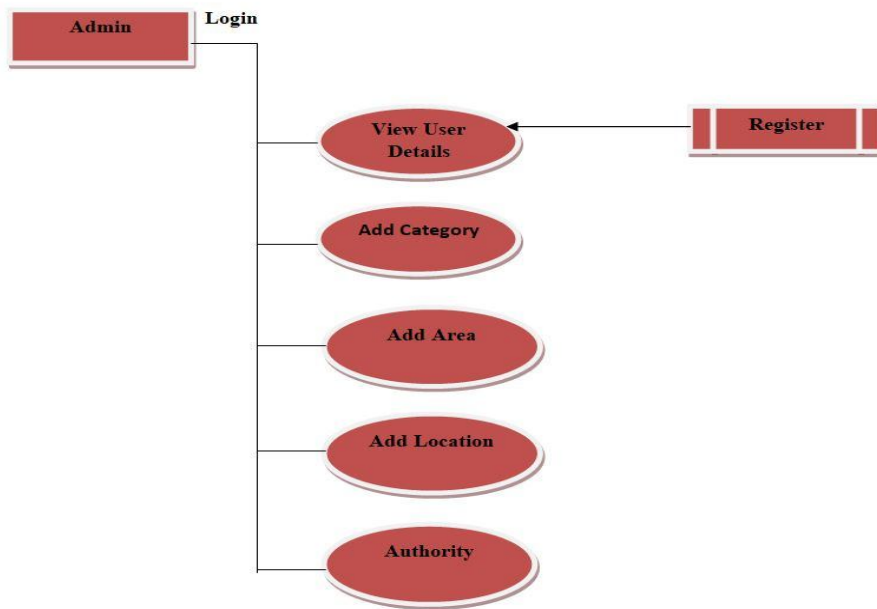 Admin
Login
View User
Details
Register
Add Category
Add Area
Add Location
Authority